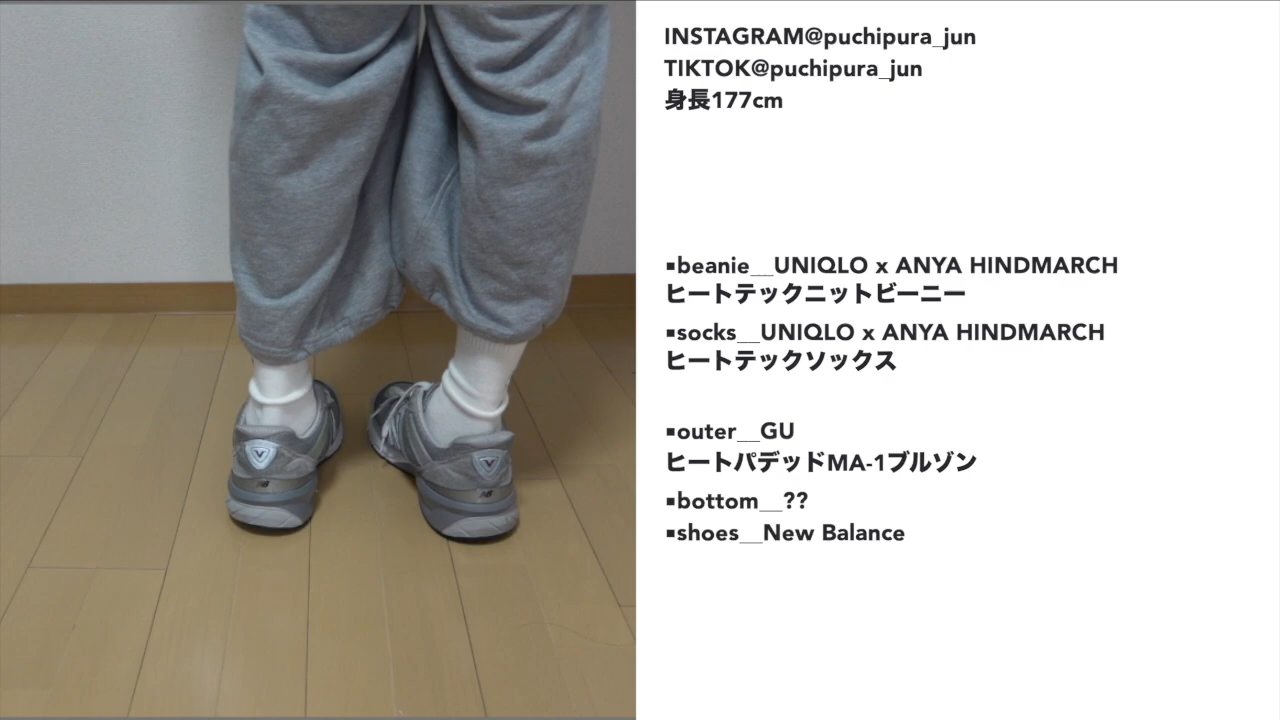 INSTAGRAM@puchipura_jun
TIKTOK@puchipura_jun
身長177cm
▪beanie__UNIQLO x ANYA HINDMARCH
ヒートテックニットビーニー
▪socks__UNIQLO x ANYA HINDMARCH
ヒートテックソックス
▪outer__GU
ヒートパデッドMA-1ブルゾン
▪bottom__??
▪shoes__New Balance